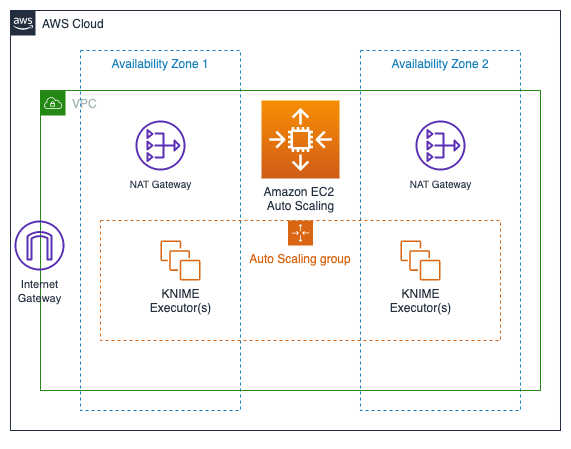 aws
AWS Cloud
Availability Zone 1
Availability Zone 2
VPC
NAT Gateway
Amazon EC2
Auto Scaling
NAT Gateway
Auto Scaling group
Internet
Gateway
KNIME
Executor(s)
KNIME
Executor(s)